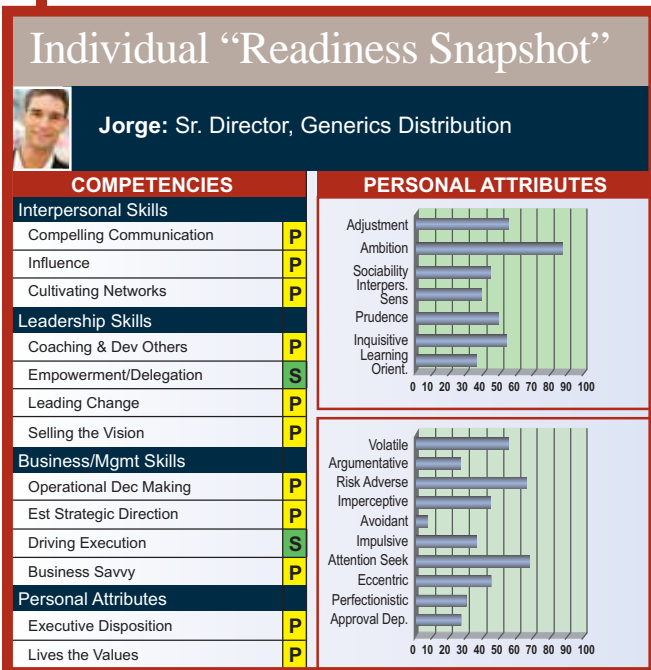 Individual “Readiness Snapshot”
Jorge: Sr. Director, Generics Distribution
COMPETENCIES
Interpersonal Skills
Compelling Communication P
Influence P
Cultivating Networks P
Leadership Skills
Coaching & Dev Others P
Empowerment/Delegation S
Leading Change P
Selling the Vision P
Business/Mgmt Skills
Operational Dec Making P
Est Strategic Direction P
Driving Execution S
Business Savvy P
Personal Attributes
Executive Disposition P
Lives the Values P
PERSONAL ATTRIBUTES
Adjustment
Ambition
Sociability
Interpers.
Sens
Prudence
Inquisitive
Learning
Orient.
0 10 20 30 40 50 60 70 80 90 100
Volatile
Argumentative
Risk Adverse
Imperceptive
Avoidant
Impulsive
Attention Seek
Eccentric
Perfectionistic
Approval Dep.
0 10 20 30 40 50 60 70 80 90 100